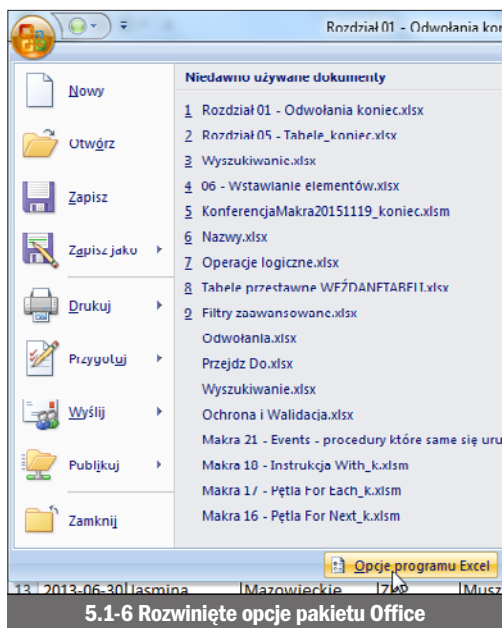 Rozdział 01 - Odwołania kon
Nowy
Otwórz
Zapisz
Zapisz jako
Drukuj
Przygotuj
Wyślij
Publikuj
Zamknij
Niedawno używane dokumenty
1 Rozdział 01 - Odwołania koniec.xlsx
2 Rozdział 05 - Tabele_koniec.xlsx
3 Wyszukiwanie.xlsx
4 06 - Wstawianie elementów.xlsx
5 KonferencjaMakra20151119_koniec.xlsm
6 Nazwy.xlsx
7 Operacje logiczne.xlsx
8 Tabele przestawne WEŹDANETABELI.xlsx
9 Filtry zaawansowane.xlsx
Odwołania.xlsx
Przejdz Do.xlsx
Wyszukiwanie.xlsx
Ochrona i Walidacja.xlsx
Makra 21 - Events - procedury które same się uru
Makra 18 - Instrukcja With_k.xlsm
Makra 17 - Pętla For Each_k.xlsm
Makra 16 - Pętla For Next_k.xlsm
Opcje programu Excel
13 2013-06-30 Jasmina Mazowieckie Musz
5.1-6 Rozwinięte opcje pakietu Office